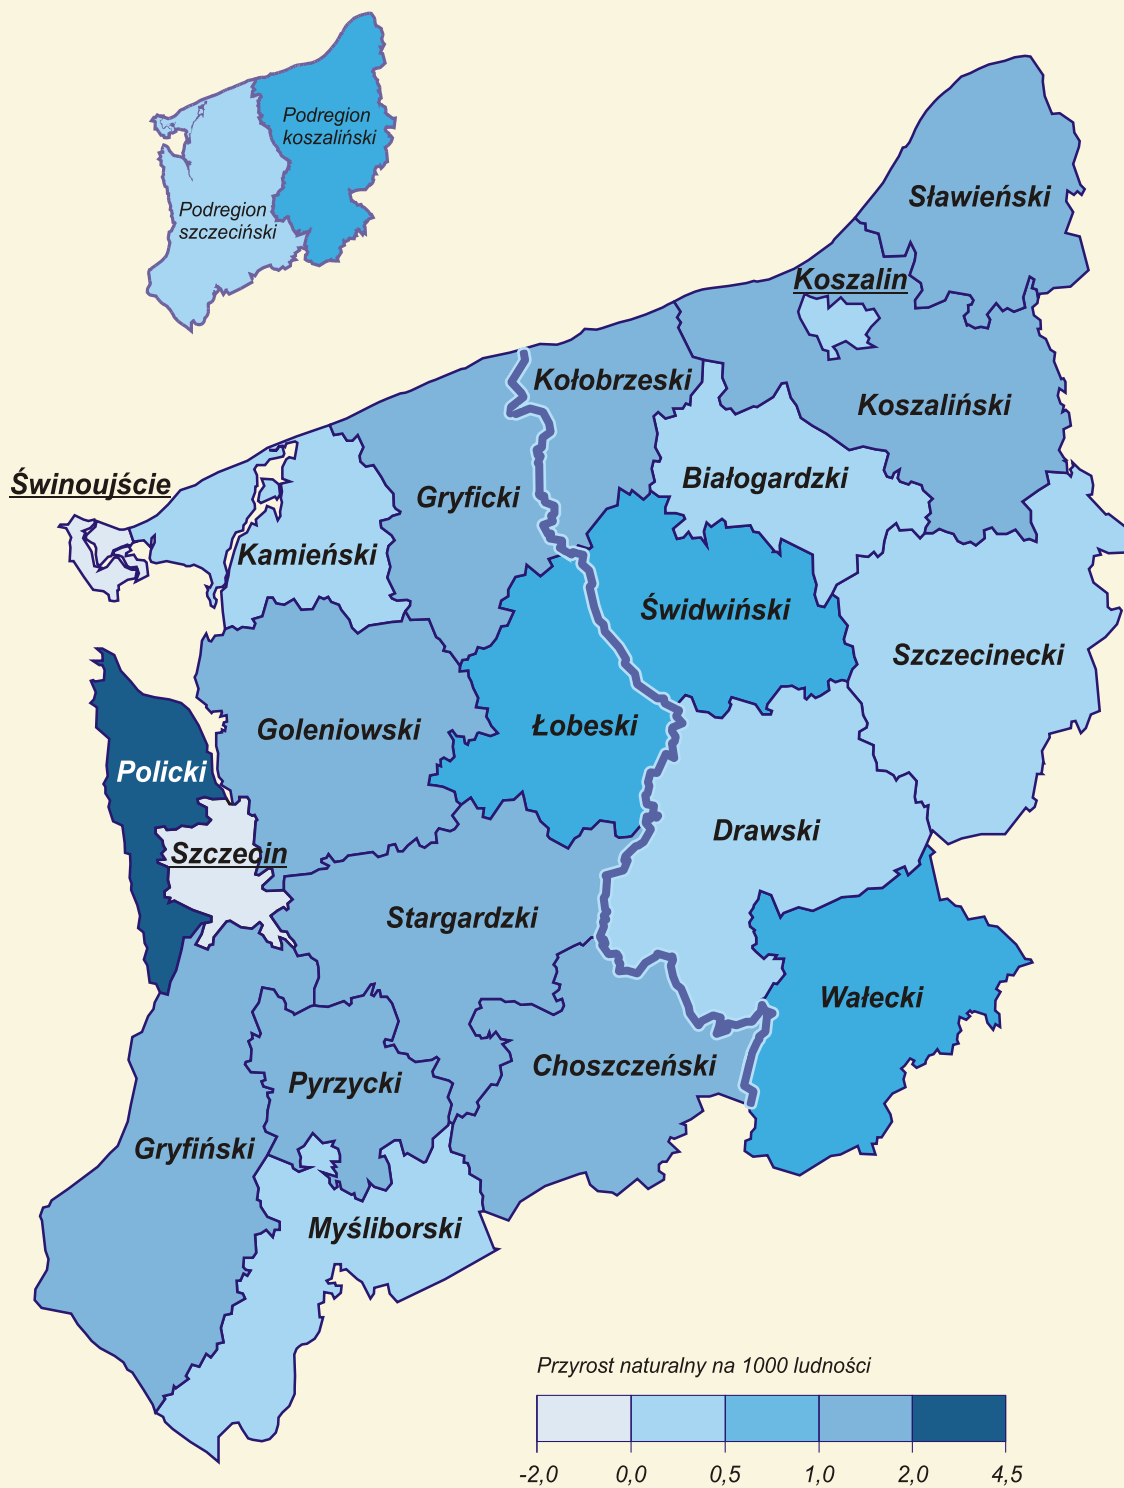 Podregion
koszaliński
Podregion
szczeciński
Sławieński
Koszalin
Kołobrzeski
Koszaliński
Białogardzki
Świnoujście
Gryficki
Kamieński
Świdwiński
Szczecinecki
Łobeski
Goleniowski
Policki
Drawski
Szczecin
Stargardzki
Wałecki
Choszczeński
Pyrzycki
Gryfiński
Myśliborski
Przyrost naturalny na 1000 ludności
-2,0 0,0 0,5 1,0 2,0 4,5